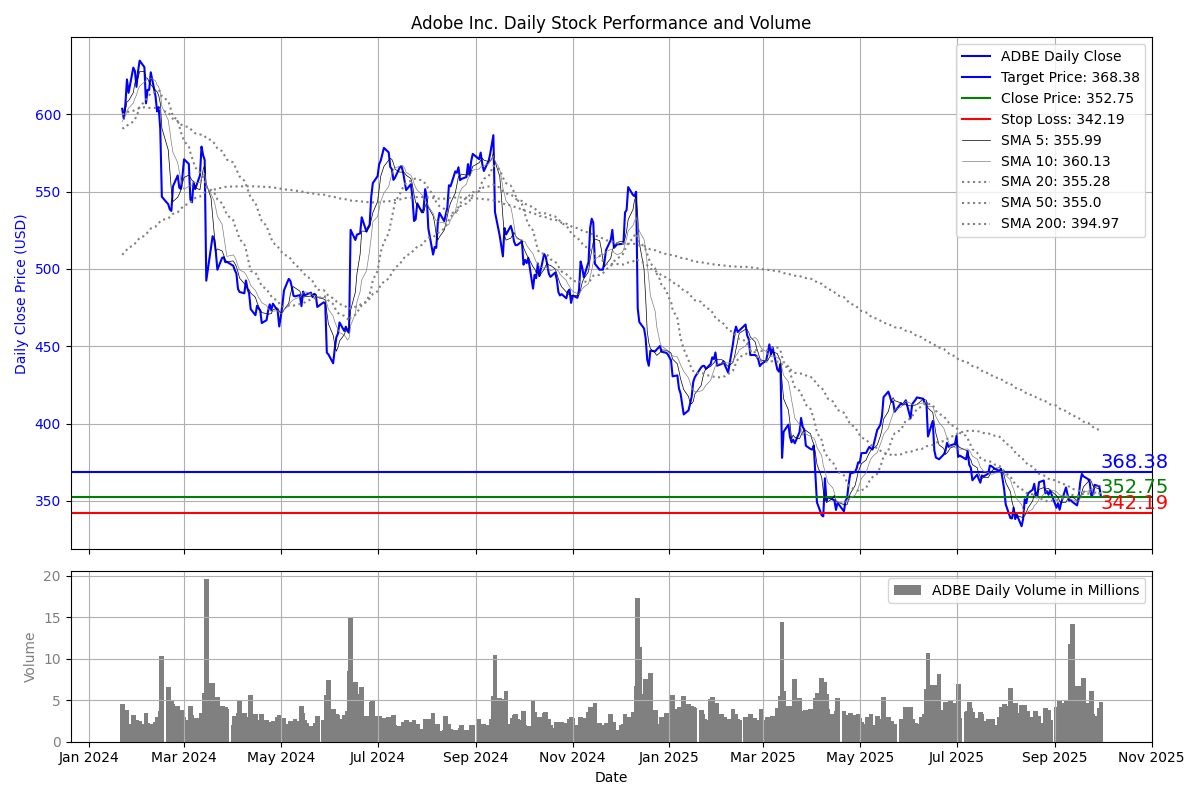 Adobe Inc. Daily Stock Performance and Volume
Daily Close Price (USD)
600
550
500
450
400
350
ADBE Daily Close
Target Price: 368.38
Close Price: 352.75
Stop Loss: 342.19
SMA 5: 355.99
SMA 10: 360.13
SMA 20: 355.28
SMA 50: 355.0
SMA 200: 394.97
368.38
352.75
342.19
Volume
20
15
10
5
0
ADBE Daily Volume in Millions
Jan 2024
Mar 2024
May 2024
Jul 2024
Sep 2024
Nov 2024
Jan 2025
Mar 2025
May 2025
Jul 2025
Sep 2025
Nov 2025
Date